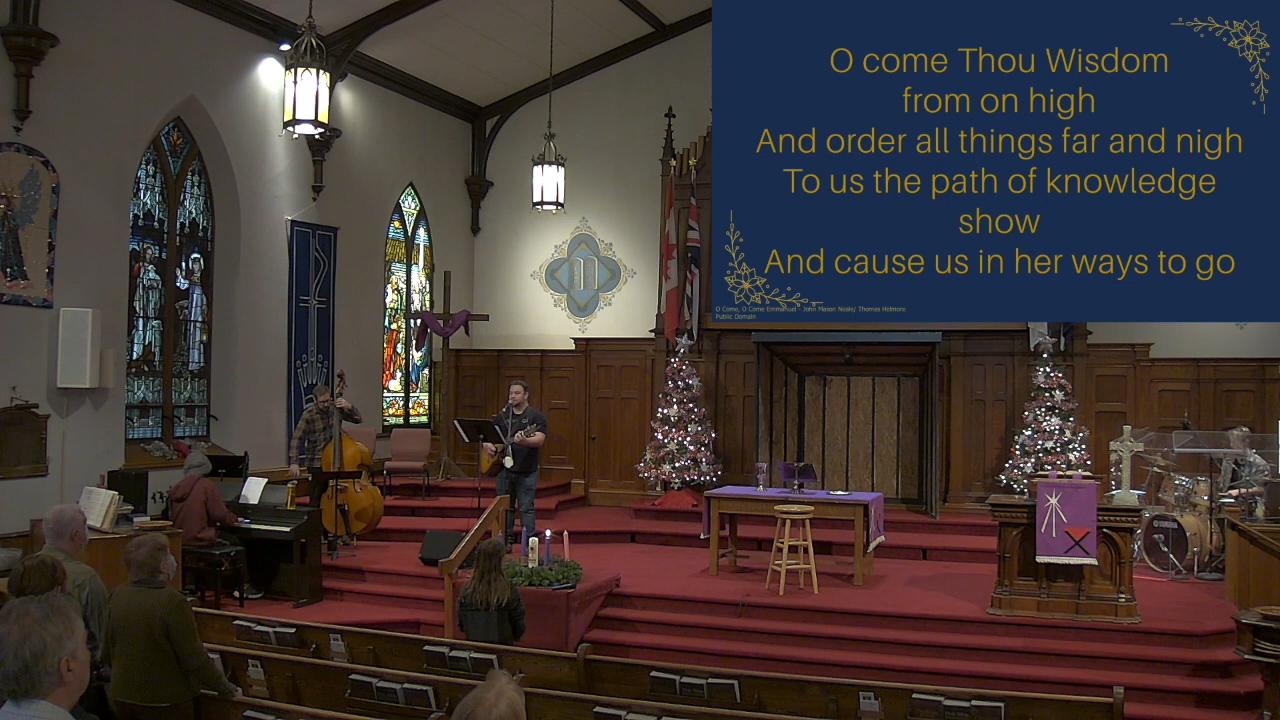 O come Thou Wisdom
from on high
And order all things far and nigh
To us the path of knowledge
show
And cause us in her ways to go
O Come, O Come Emmanuel - John Mason Neale/ Thomas Helmore
Public Domain
YAMAHA